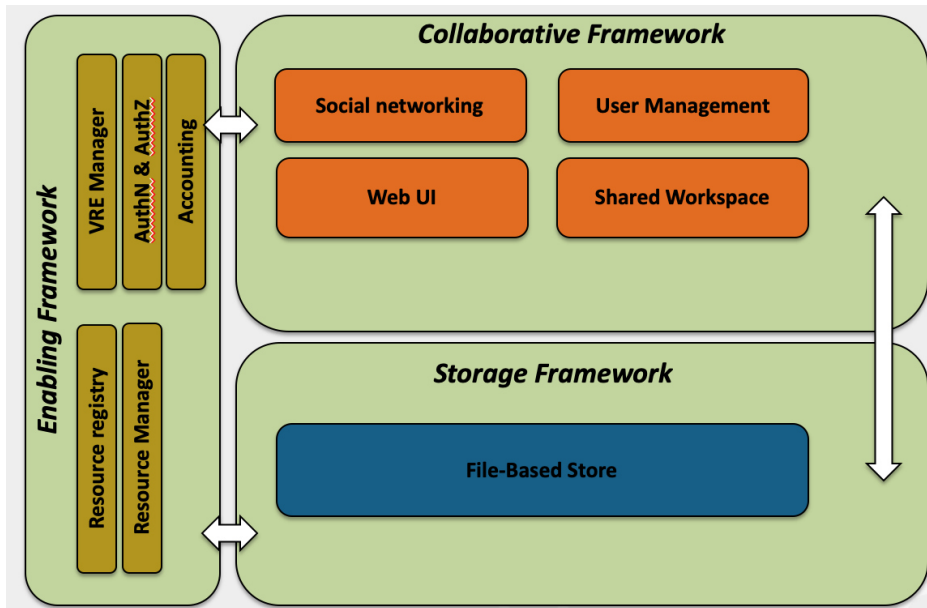 Enabling Framework
VRE Manager
AuthN & AuthZ
Accounting
Resource registry
Resource Manager
Collaborative Framework
Social networking
User Management
Web UI
Shared Workspace
Storage Framework
File-Based Store